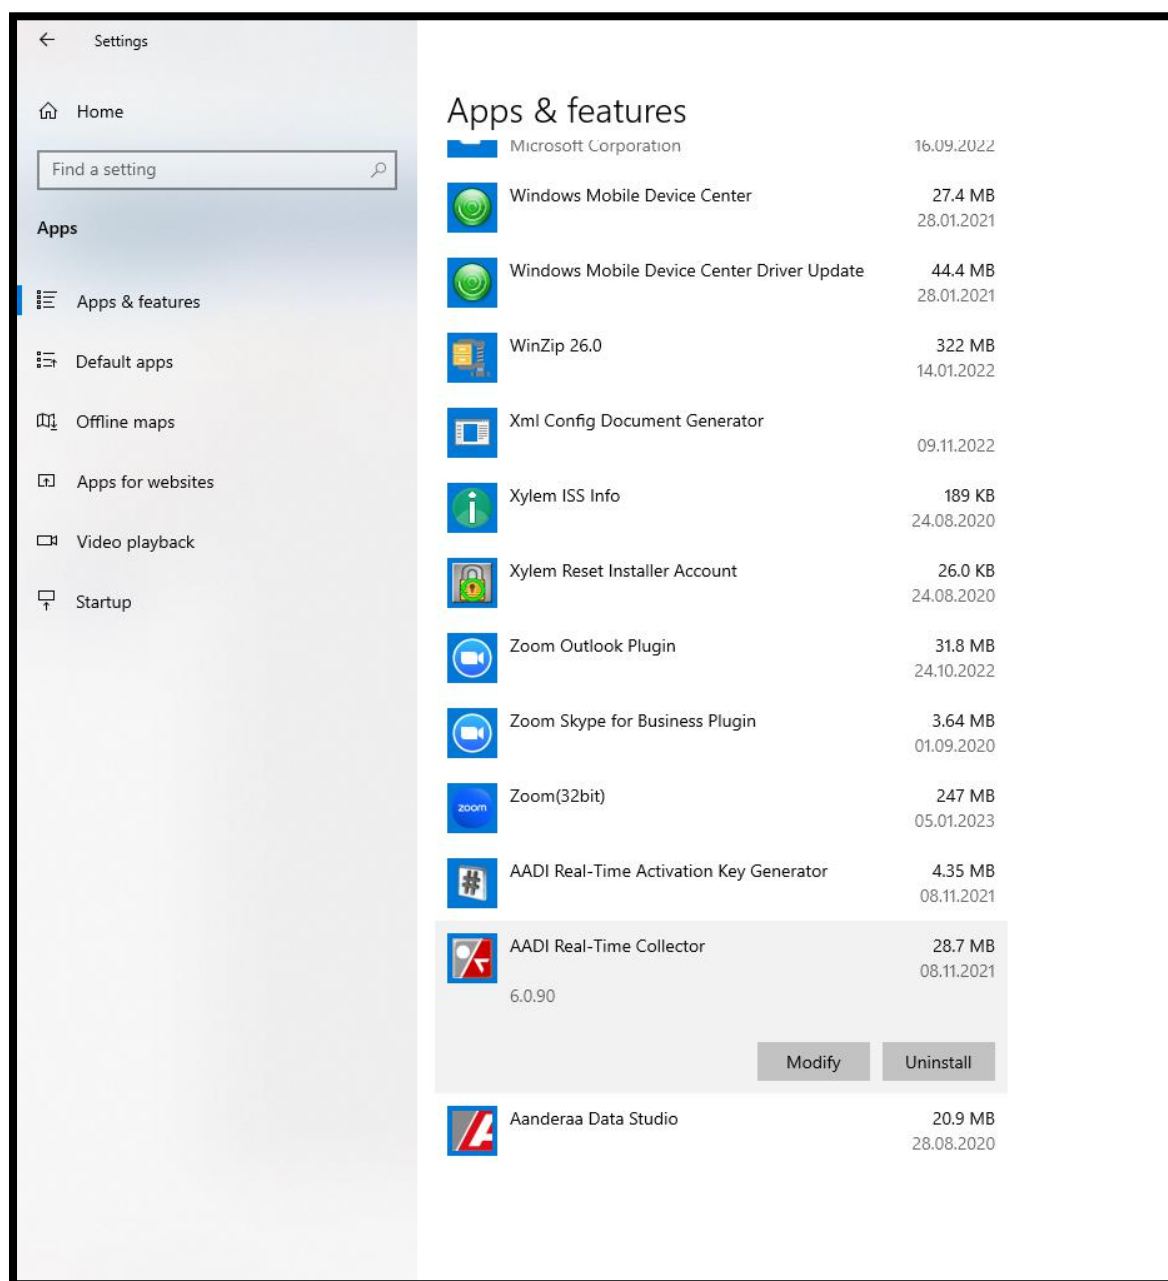 Settings
Home
Find a setting
Apps
Apps & features
Default apps
Offline maps
Apps for websites
Video playback
Startup
Apps & features
Microsoft Corporation 16.09.2022
Windows Mobile Device Center 27.4 MB
28.01.2021
Windows Mobile Device Center Driver Update 44.4 MB
28.01.2021
WinZip 26.0 322 MB
14.01.2022
Xml Config Document Generator
09.11.2022
Xylem ISS Info 189 KB
24.08.2020
Xylem Reset Installer Account 26.0 KB
24.08.2020
Zoom Outlook Plugin 31.8 MB
24.10.2022
Zoom Skype for Business Plugin 3.64 MB
01.09.2020
zoom
Zoom(32bit) 247 MB
05.01.2023
#
AADI Real-Time Activation Key Generator 4.35 MB
08.11.2021
AADI Real-Time Collector 28.7 MB
08.11.2021
6.0.90
Modify Uninstall
Aanderaa Data Studio 20.9 MB
28.08.2020